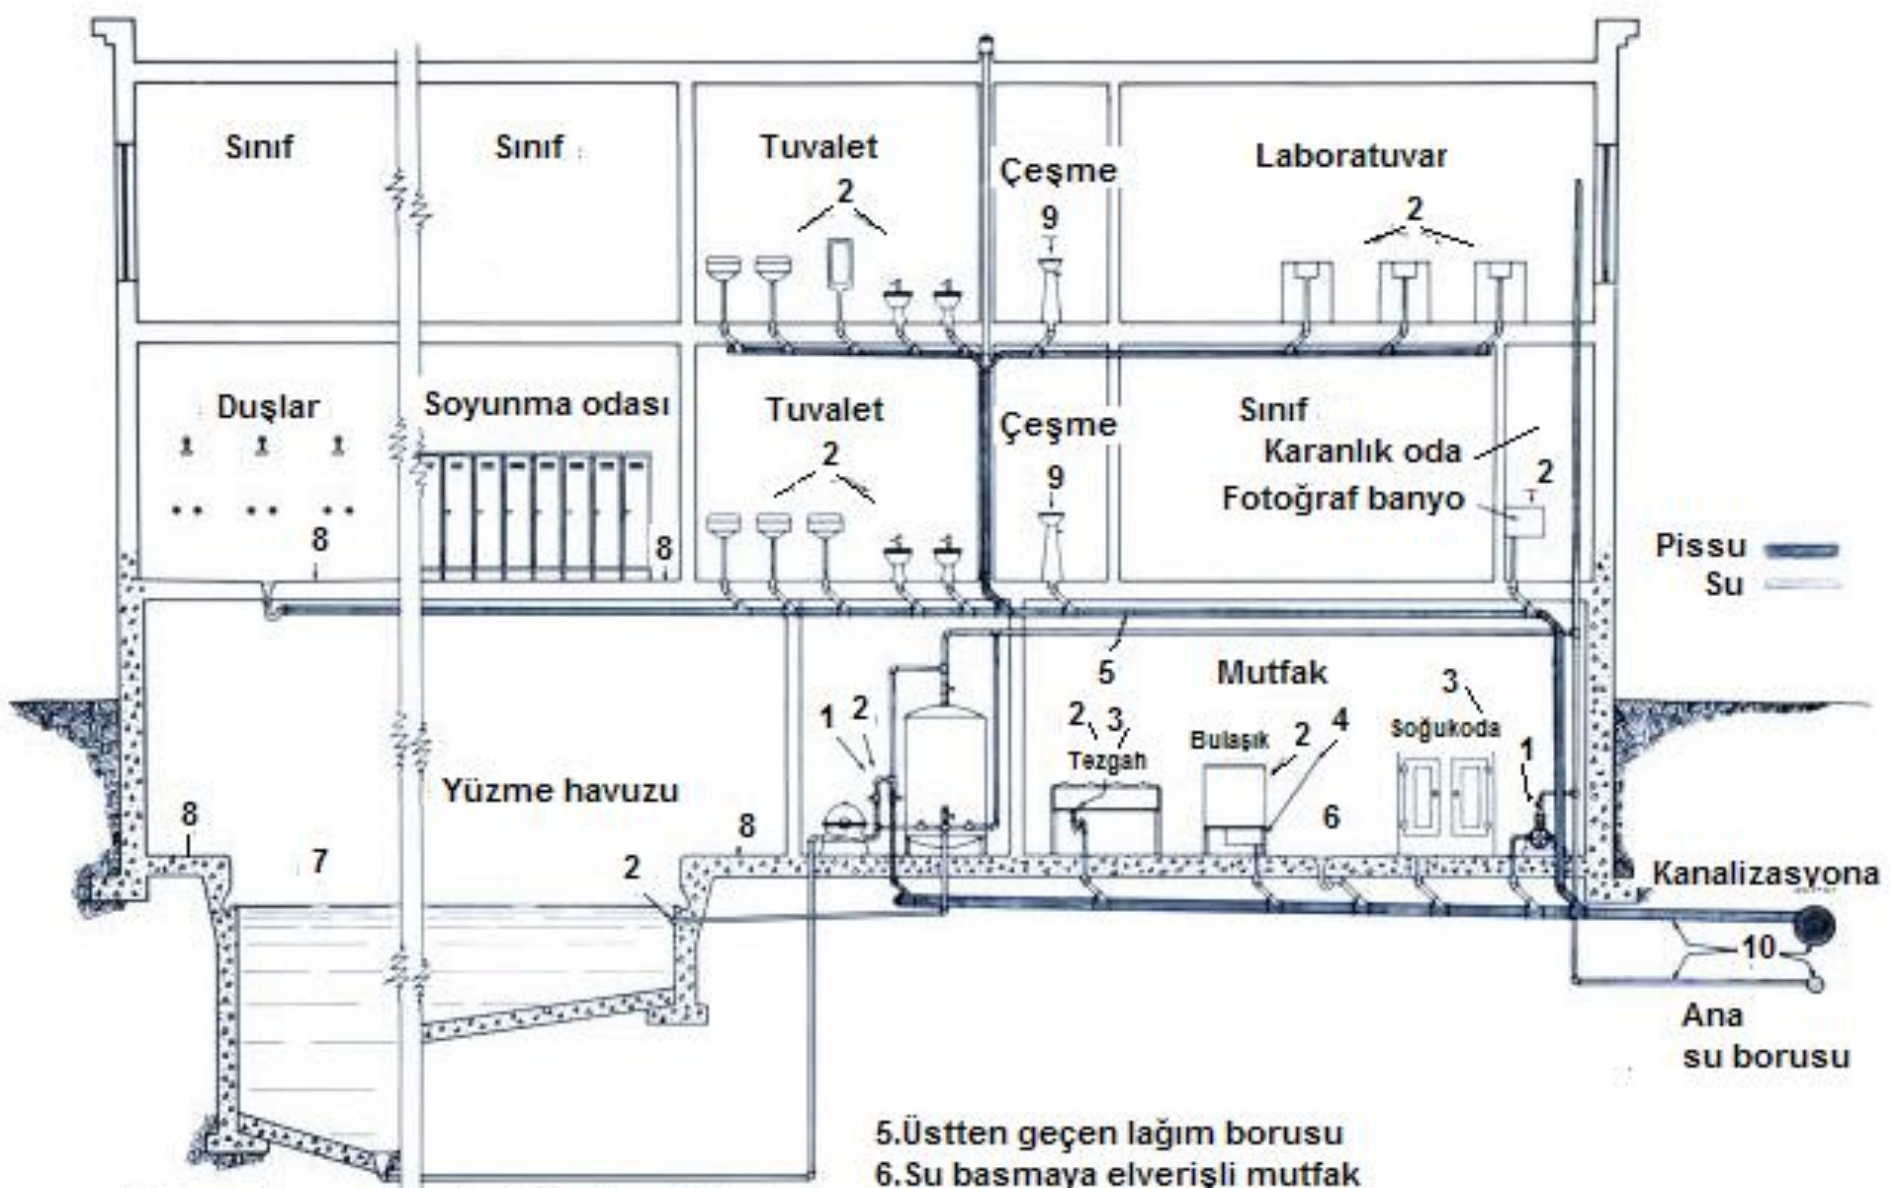 Sınıf
Sınıf
Tuvalet
2
Çeşme
9
Laboratuvar
2
Duşlar
8
Soyunma odası
8
Tuvalet
2
Çeşme
9
Sınıf
Karanlık oda
Fotoğraf banyo
2
Pissu
Su
5
Mutfak
1
2
2
3
Tezgah
Bulaşık
2
4
3
Soğukoda
1
6
Yüzme havuzu
8
7
8
2
Kanalizasyona
10
Ana
su borusu
5.Üstten geçen lağım borusu
6.Su basmaya elverişli mutfak